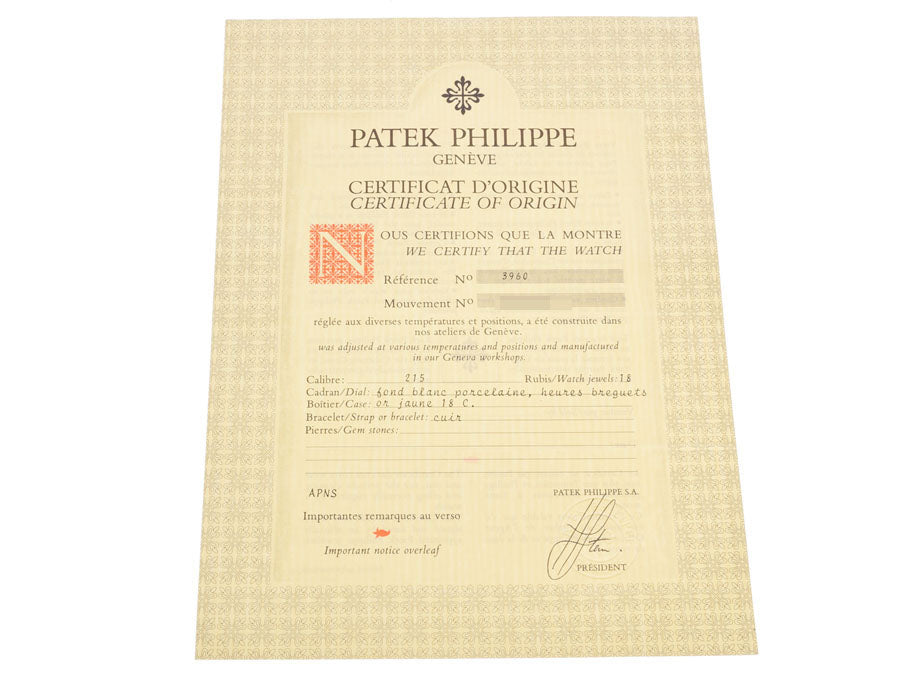 PATEK PHILIPPE
GENÈVE
CERTIFICAT D'ORIGINE
CERTIFICATE OF ORIGIN
NOUS CERTIFIONS QUE LA MONTRE
WE CERTIFY THAT THE WATCH
Référence Nº 3960
Mouvement Nº
réglée aux diverses températures et positions, a été construite dans
nos ateliers de Genève.
was adjusted at various temperatures and positions and manufactured
in our Geneva workshops.
Calibre: 215 Rubis/Watch jewels: 18
Cadran/Dial: fond blanc porcelaine, heures breguets
Boîtier/Case: or jaune 18 C.
Bracelet/Strap or bracelet: cuir
Pierres/Gem stones:
APNS PATEK PHILIPPE S.A.
Importantes remarques au verso
Important notice overleaf
PRÉSIDENT